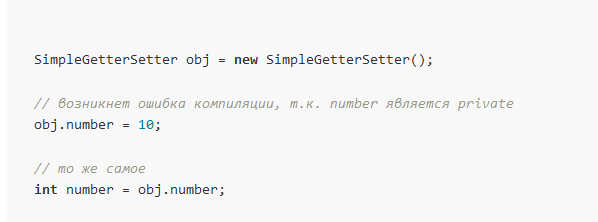 SimpleGetterSetter obj = new SimpleGetterSetter();
// возникнет ошибка компиляции, т.к. number является private
obj.number = 10;
// то же самое
int number = obj.number;